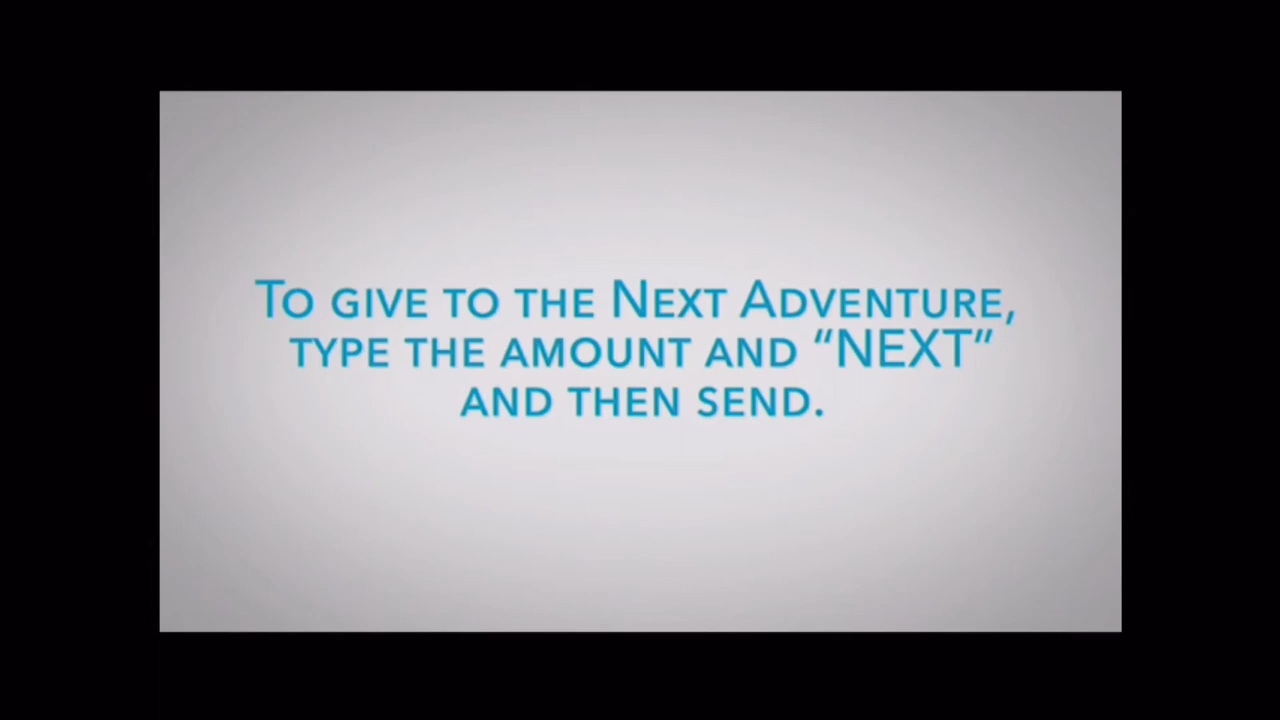 To give to the Next Adventure,
type the amount and “NEXT”
and then send.